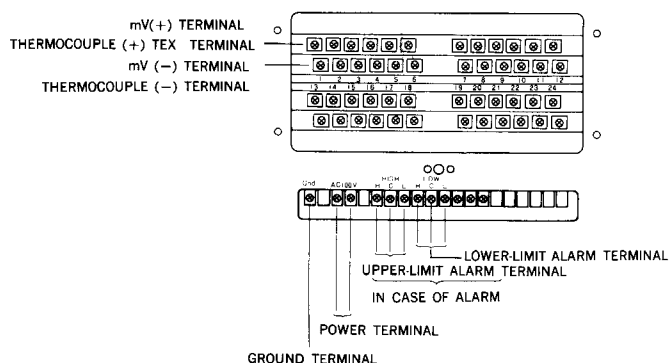 mV(+) TERMINAL
THERMOCOUPLE (+) TEX TERMINAL
mV (−) TERMINAL
THERMOCOUPLE (−) TERMINAL
1 2 3 4 5 6 7 8 9 10 11 12
13 14 15 16 17 18 19 20 21 22 23 24
HIGH LOW
Gnd AC100V H C L H C L
LOWER-LIMIT ALARM TERMINAL
UPPER-LIMIT ALARM TERMINAL
IN CASE OF ALARM
POWER TERMINAL
GROUND TERMINAL